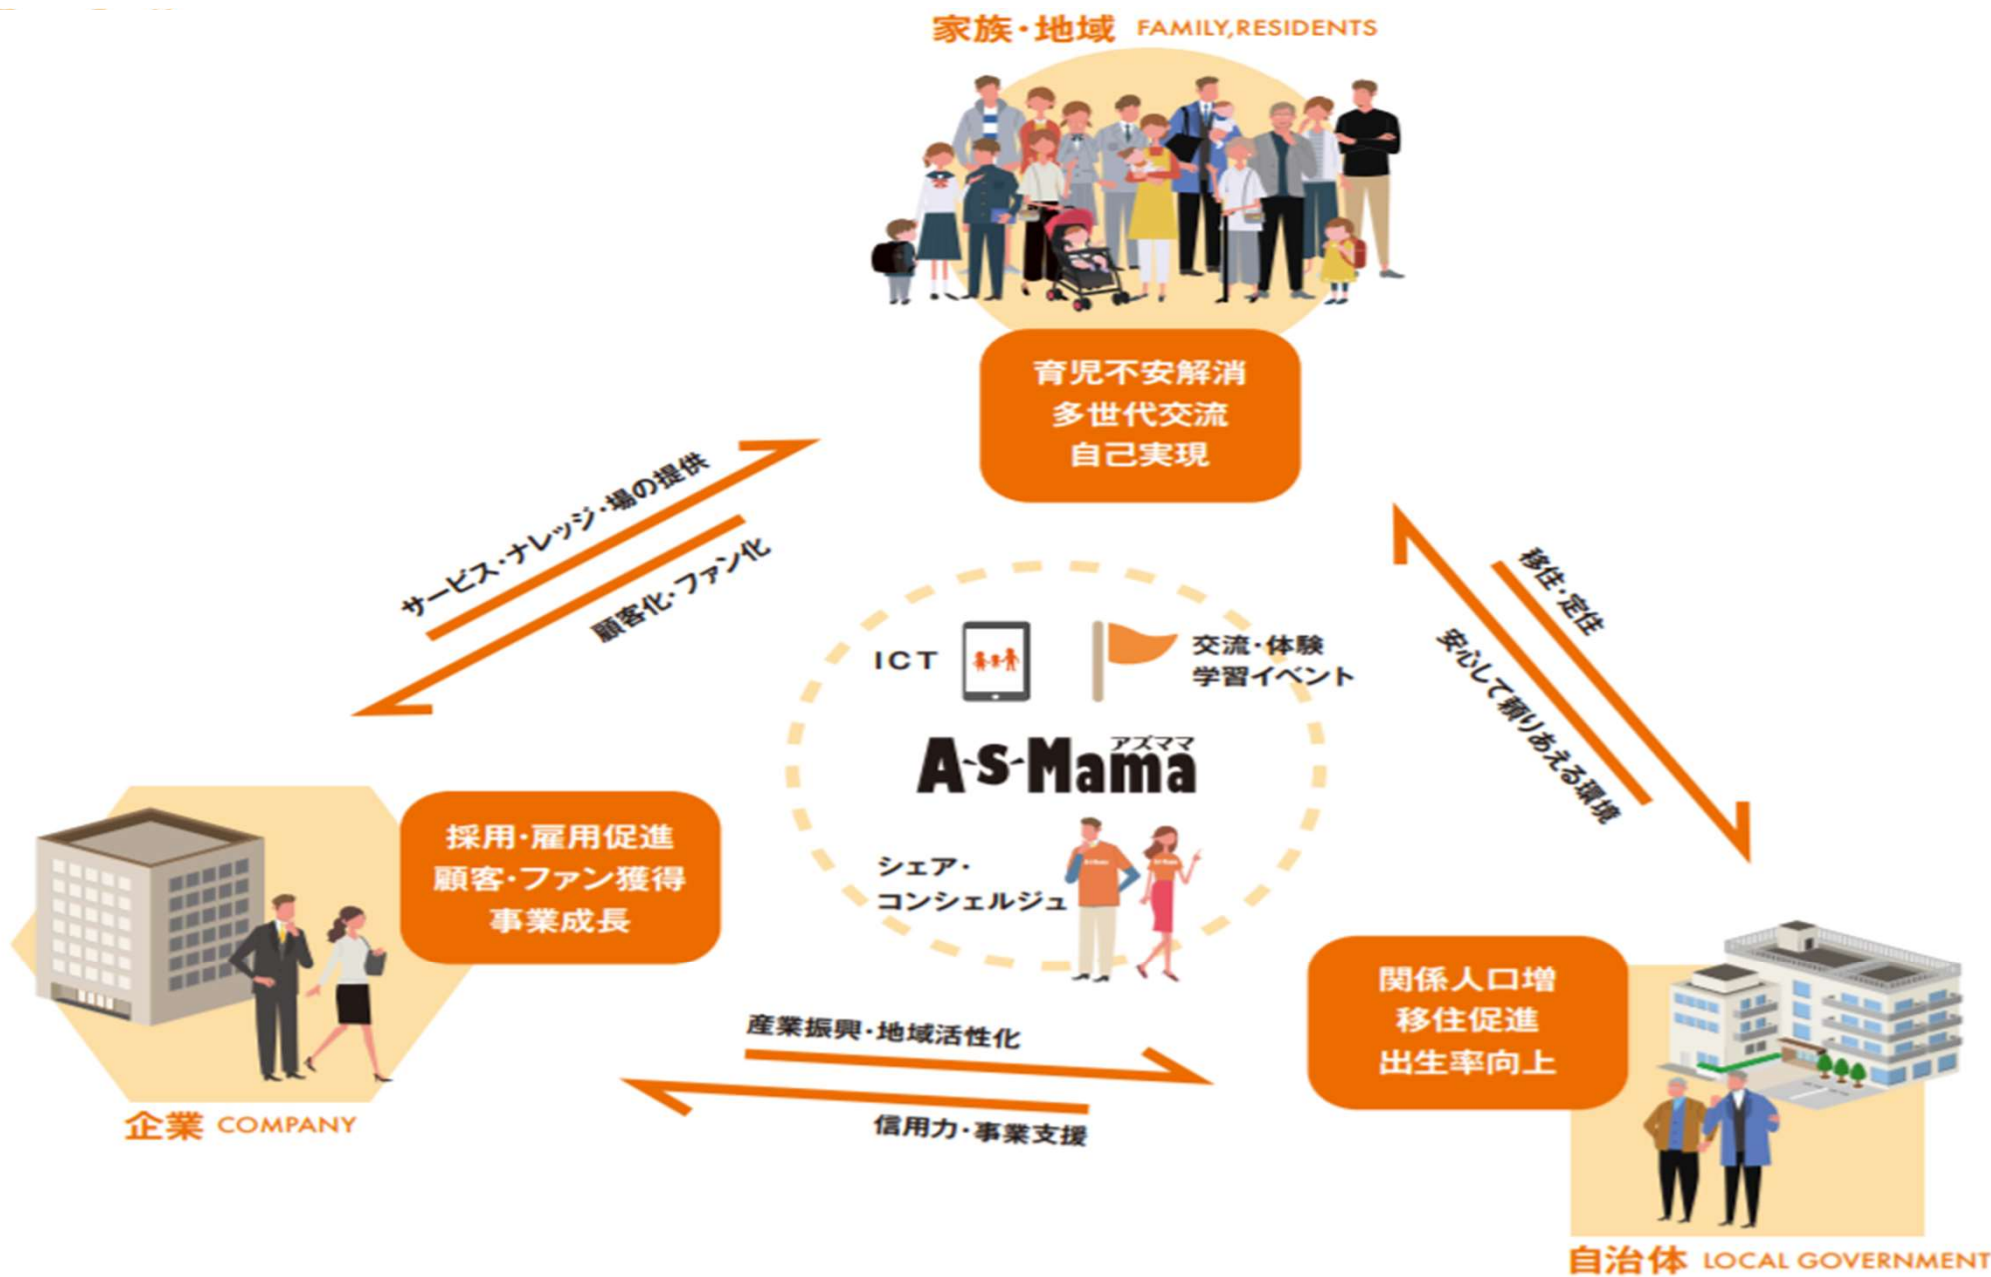 家族・地域 FAMILY,RESIDENTS
育児不安解消
多世代交流
自己実現
サービス・ナレッジ・場の提供
顧客化・ファン化
移住・定住
安心して頼りあえる環境
ICT
交流・体験
学習イベント
アズママ
AsMama
シェア・
コンシェルジュ
採用・雇用促進
顧客・ファン獲得
事業成長
企業 COMPANY
産業振興・地域活性化
信用力・事業支援
関係人口増
移住促進
出生率向上
自治体 LOCAL GOVERNMENT